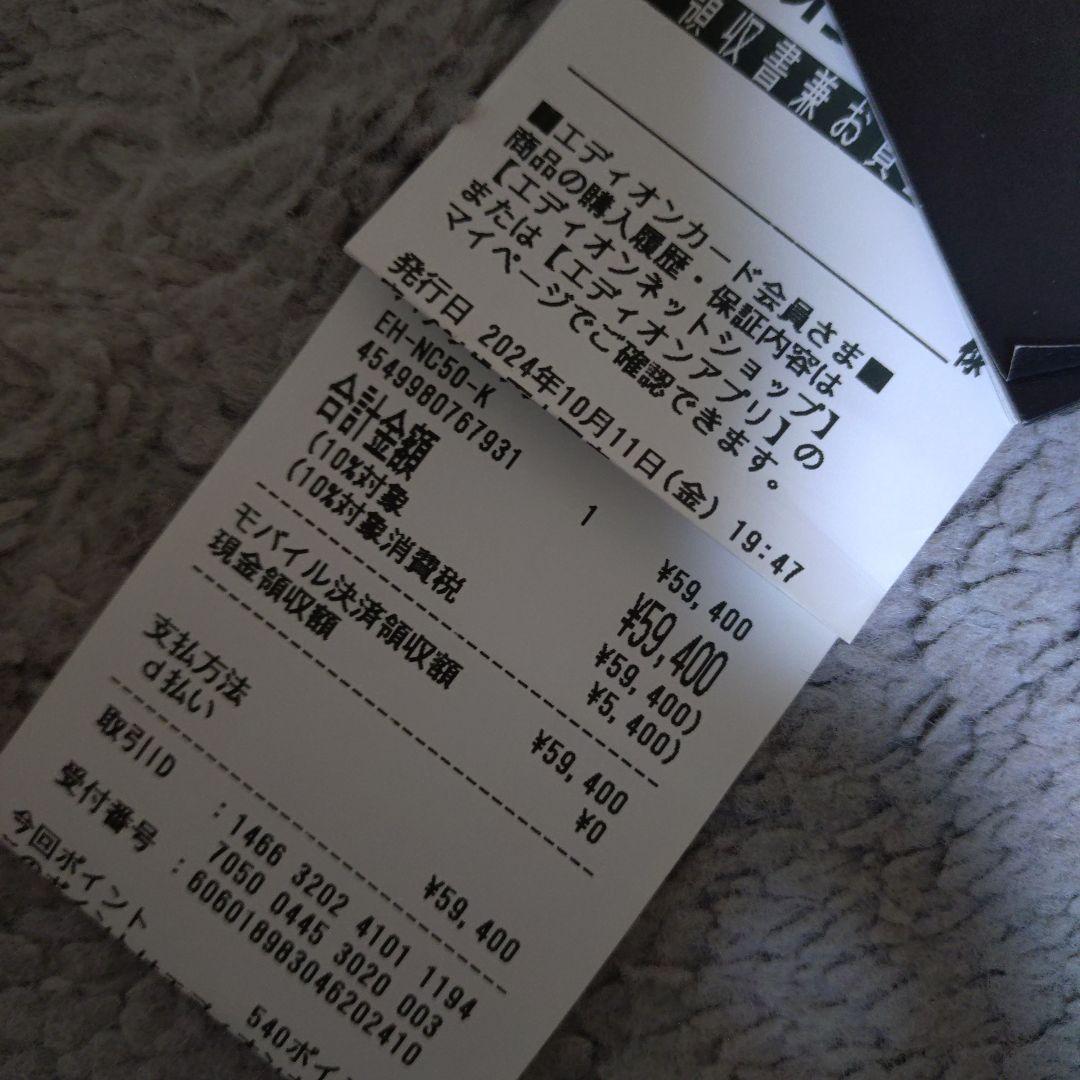 領収書兼お買
様
■エディオンカード会員さま■
商品の購入履歴・保証内容は
【エディオンネットショップ】
または【エディオンアプリ】の
マイページでご確認できます。
発行日 2024年10月11日(金) 19:47
EH-NC50-K
4549980767931 1 ¥59,400
合計金額 ¥59,400
(10%対象 ¥59,400)
(10%対象消費税 ¥5,400)
モバイル決済領収額 ¥59,400
現金領収額 ¥0
支払方法
d払い ¥59,400
取引ID :1466 3202 4101 1194
7050 0445 3020 003
受付番号 :60601898304620241​0
今回ポイント 540ポイ